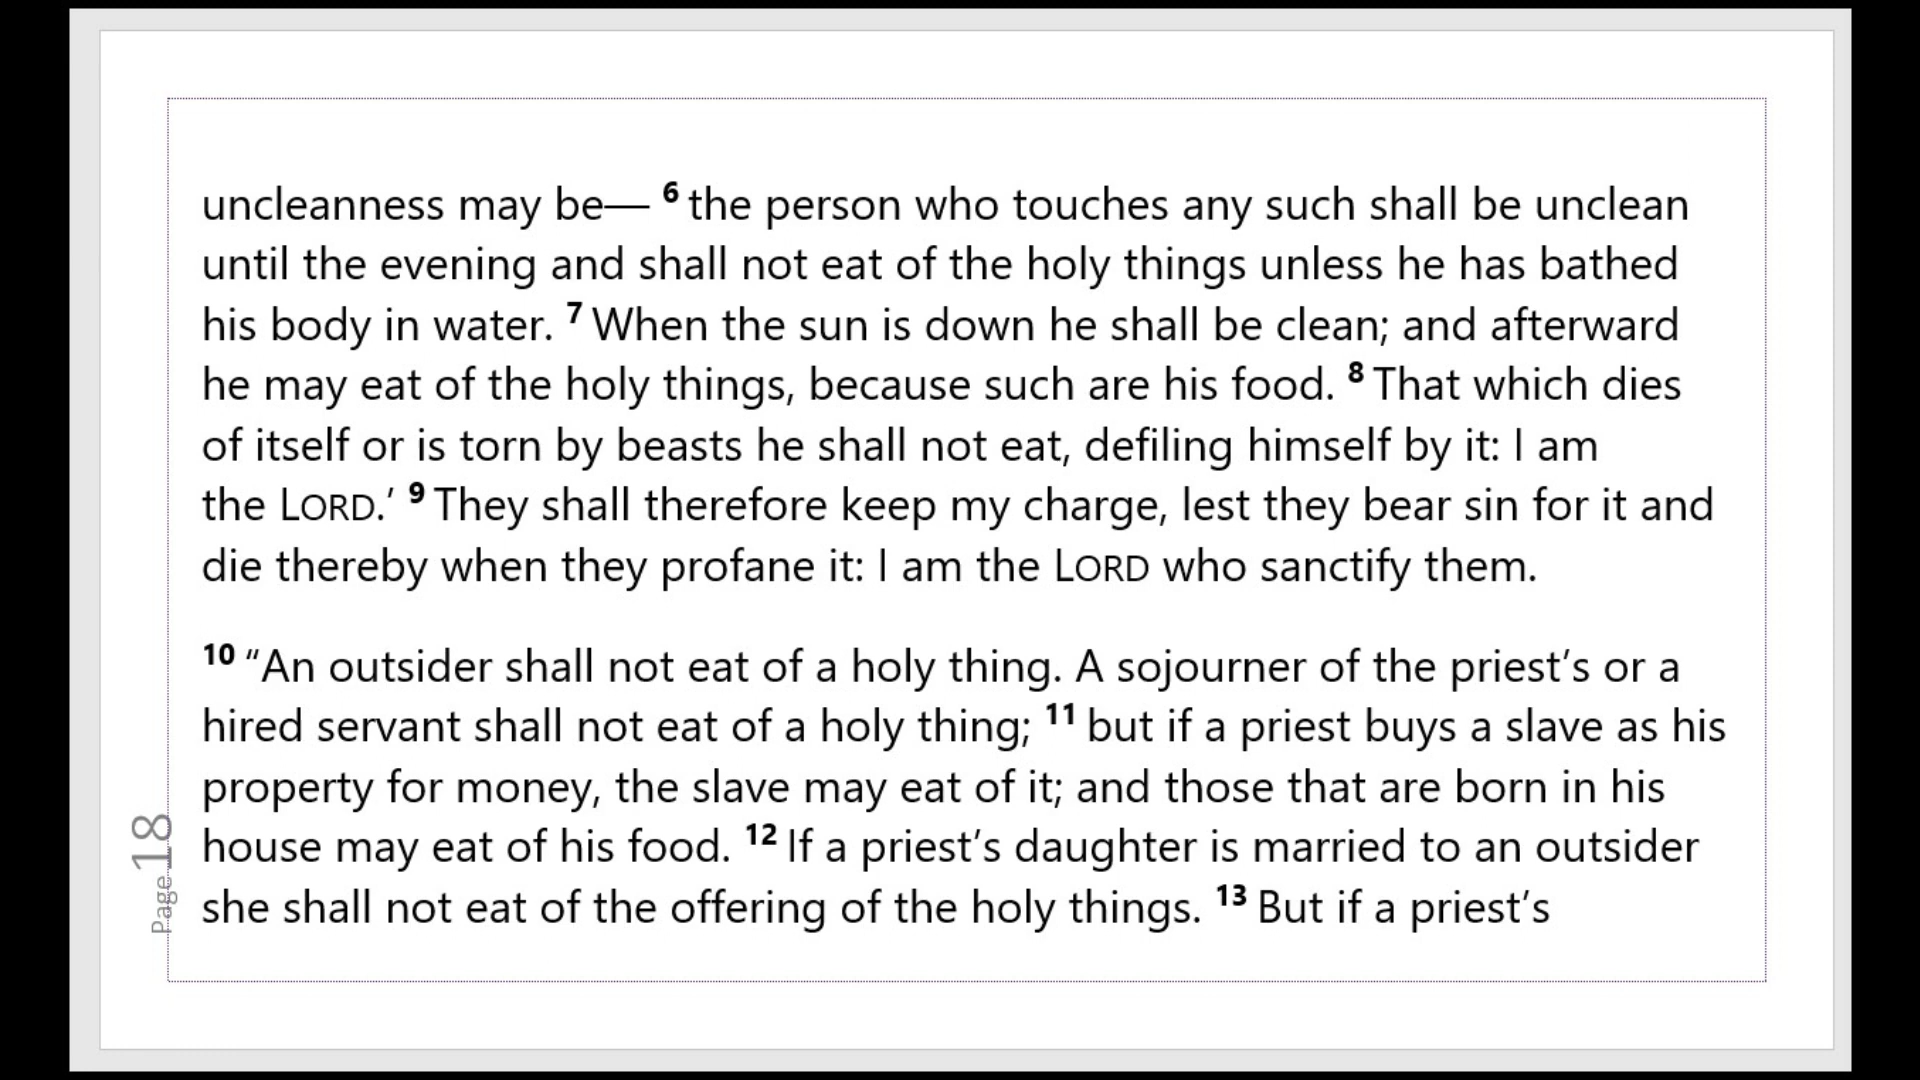 uncleanness may be— 6 the person who touches any such shall be unclean
until the evening and shall not eat of the holy things unless he has bathed
his body in water. 7 When the sun is down he shall be clean; and afterward
he may eat of the holy things, because such are his food. 8 That which dies
of itself or is torn by beasts he shall not eat, defiling himself by it: I am
the LORD.’ 9 They shall therefore keep my charge, lest they bear sin for it and
die thereby when they profane it: I am the LORD who sanctify them.
10 “An outsider shall not eat of a holy thing. A sojourner of the priest’s or a
hired servant shall not eat of a holy thing; 11 but if a priest buys a slave as his
property for money, the slave may eat of it; and those that are born in his
house may eat of his food. 12 If a priest’s daughter is married to an outsider
she shall not eat of the offering of the holy things. 13 But if a priest’s
Page 18